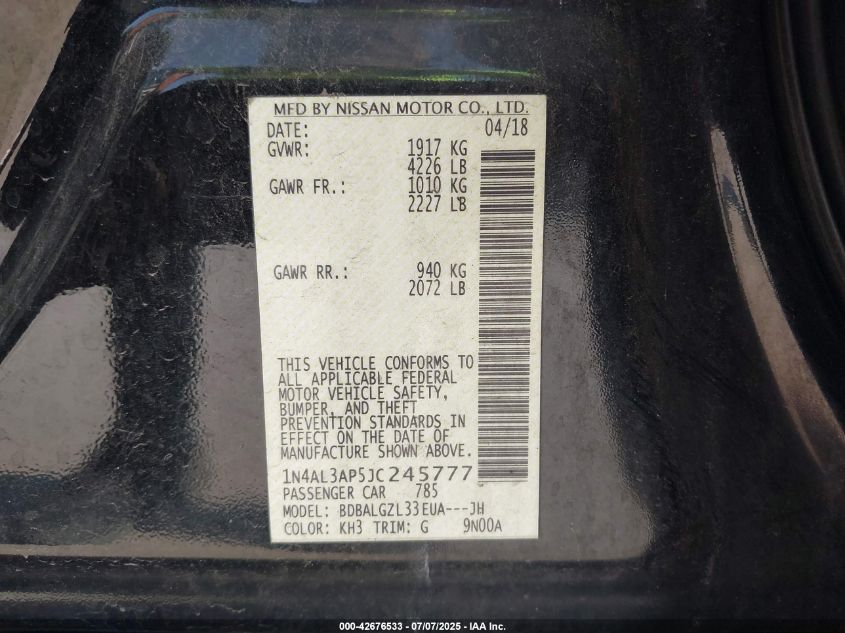 MFD BY NISSAN MOTOR CO., LTD.
DATE: 04/18
GVWR: 1917 KG
4226 LB
GAWR FR.: 1010 KG
2227 LB
GAWR RR.: 940 KG
2072 LB
THIS VEHICLE CONFORMS TO
ALL APPLICABLE FEDERAL
MOTOR VEHICLE SAFETY,
BUMPER, AND THEFT
PREVENTION STANDARDS IN
EFFECT ON THE DATE OF
MANUFACTURE SHOWN ABOVE.
1N4AL3AP5JC245777
PASSENGER CAR 785
MODEL: BDBALGZL33EUA---JH
COLOR: KH3 TRIM: G 9N00A
000-42676533 - 07/07/2025 - IAA Inc.